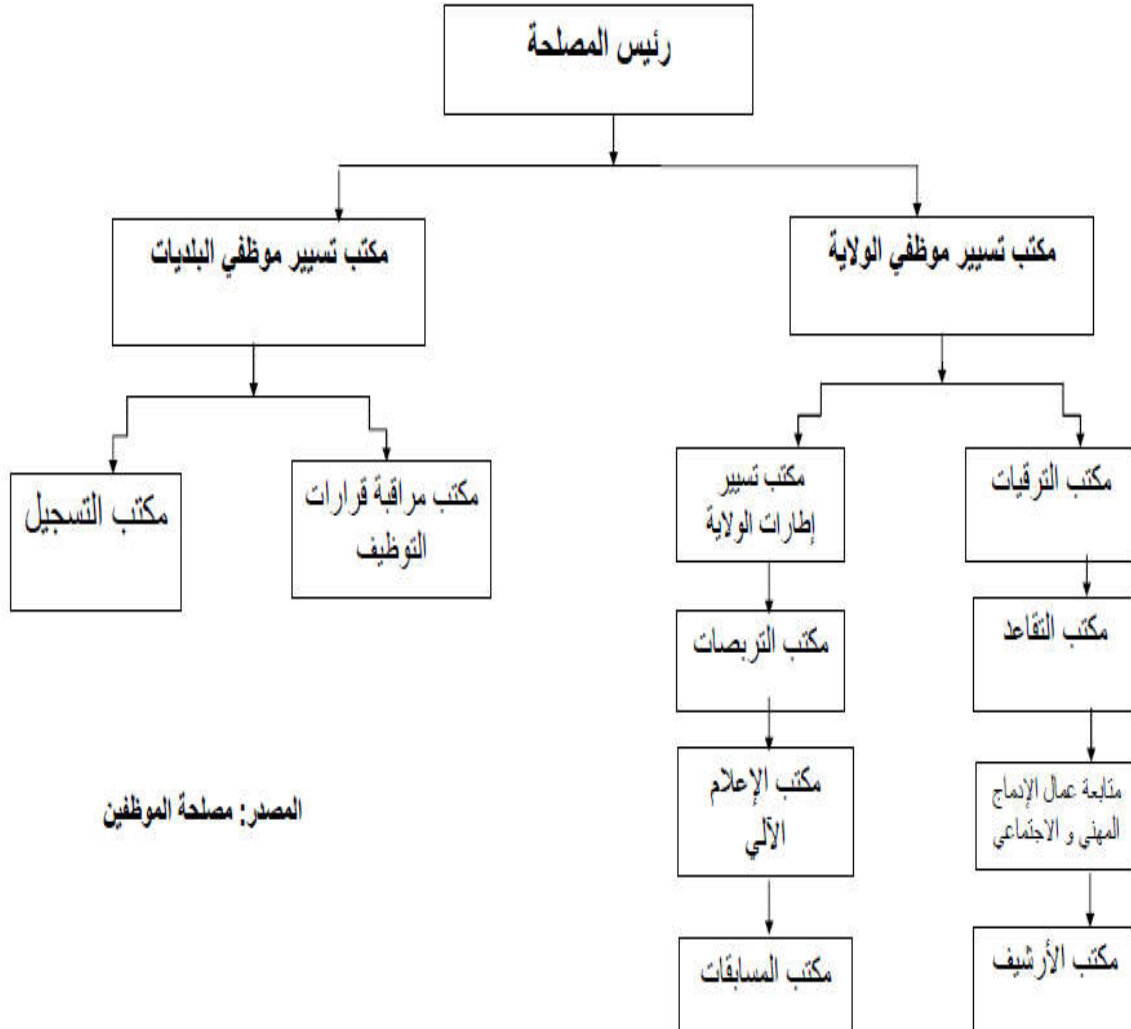 رئيس المصلحة
مكتب تسيير موظفي الولاية
مكتب تسيير موظفي البلديات
مكتب الترقيات
مكتب تسيير
إطارات الولاية
مكتب مراقبة قرارات
التوظيف
مكتب التسجيل
مكتب التقاعد
مكتب التربصات
متابعة عمال الإدماج
المهني و الاجتماعي
مكتب الإعلام
الآلي
مكتب الأرشيف
مكتب المسابقات
المصدر: مصلحة الموظفين